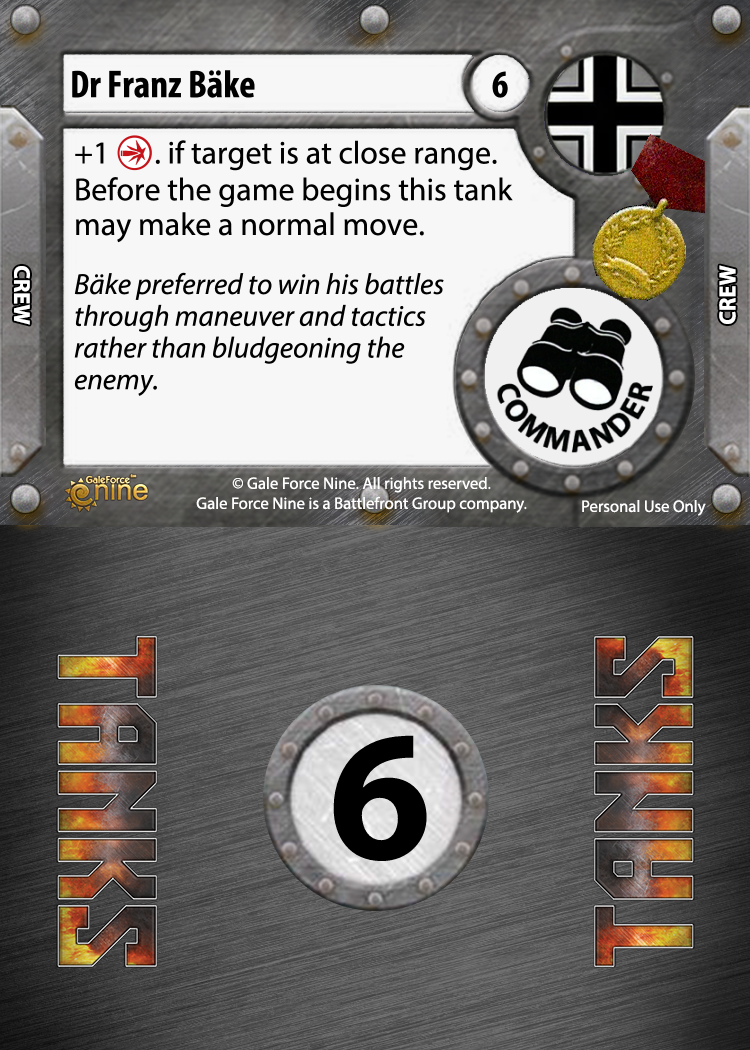 Dr Franz Bäke
6
+1 . if target is at close range.
Before the game begins this tank
may make a normal move.
Bäke preferred to win his battles
through maneuver and tactics
rather than bludgeoning the
enemy.
CREW
CREW
COMMANDER
GaleForce™
nine
© Gale Force Nine. All rights reserved.
Gale Force Nine is a Battlefront Group company.
Personal Use Only
TANKS
6
TANKS